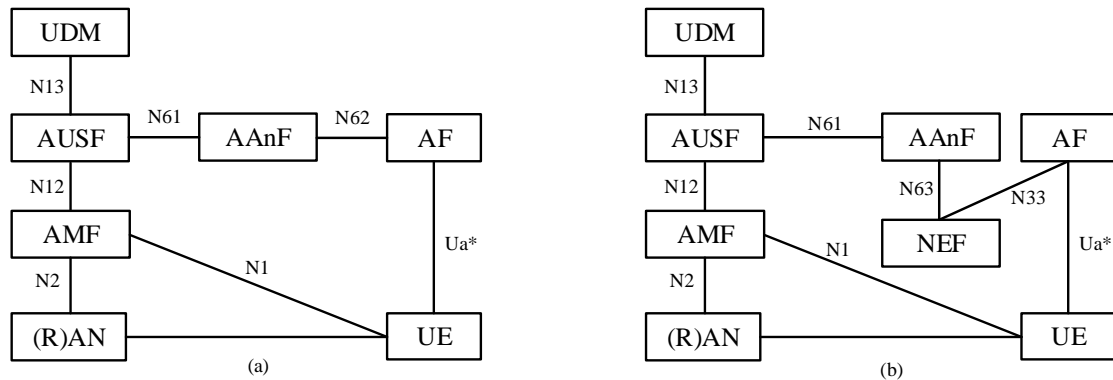 UDM
N13
N61
N62
AUSF
AAnF
AF
N12
AMF
N1
Ua*
N2
(R)AN
UE
(a)
UDM
N13
N61
AUSF
AAnF
AF
N12
N63
N33
AMF
NEF
N1
Ua*
N2
(R)AN
UE
(b)